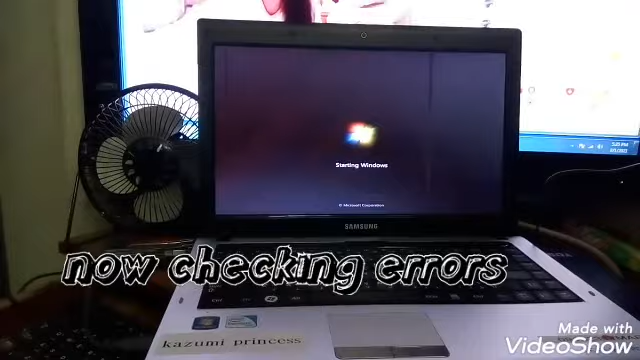 Starting Windows
© Microsoft Corporation
SAMSUNG
now checking errors
kazumi princess
Made with
VideoShow